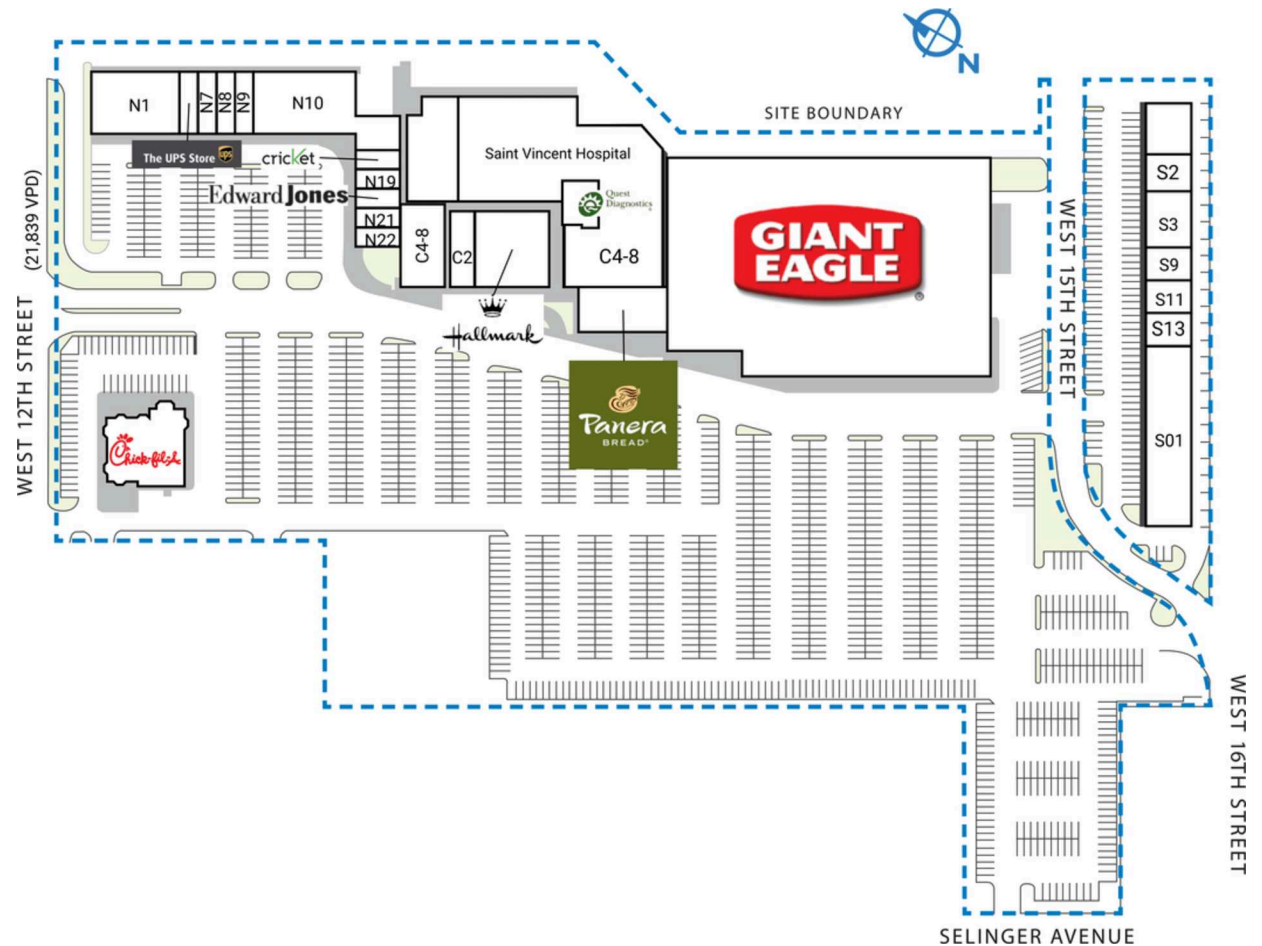 N
SITE BOUNDARY
N1
N7
N8
N9
N10
The UPS Store
ups
cricket
Edward Jones
N19
N21
N22
Saint Vincent Hospital
Quest
Diagnostics
C4-8
C2
C4-8
Hallmark
GIANT
EAGLE
®
Panera
BREAD®
Chick-fil-A
S2
S3
S9
S11
S13
S01
(21,839 VPD)
WEST 12TH STREET
WEST 15TH STREET
WEST 16TH STREET
SELINGER AVENUE